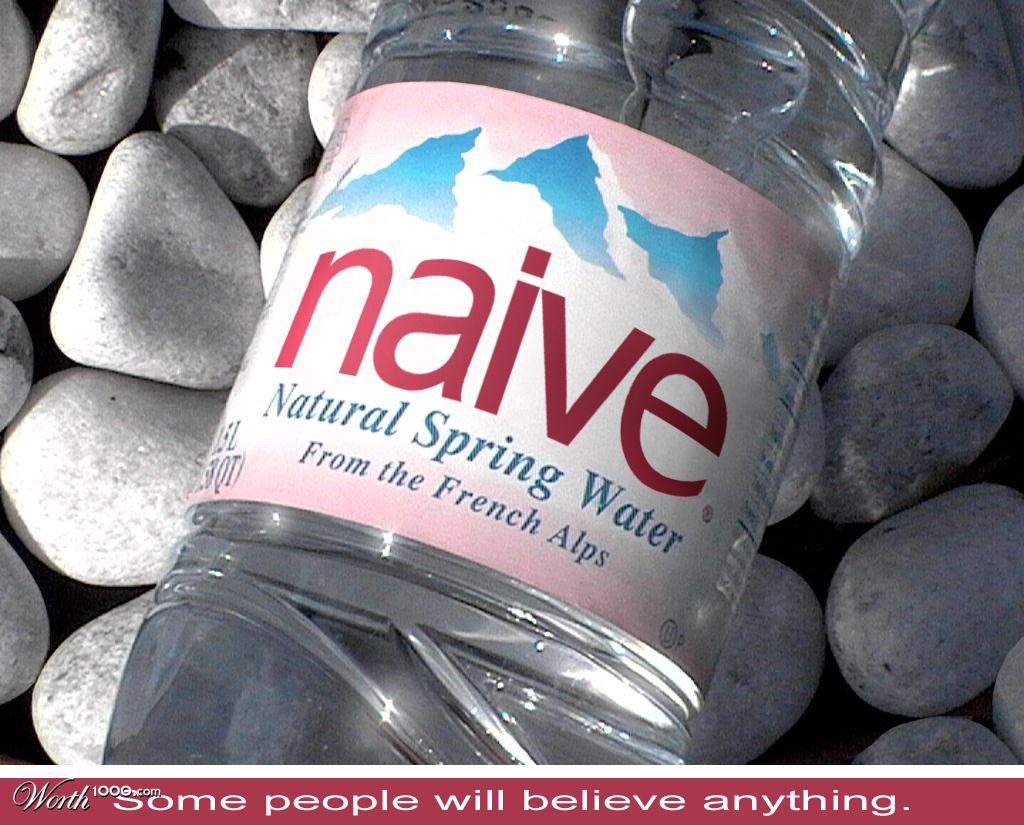 naive
Natural Spring Water
From the French Alps
Worth1000.com
Some people will believe anything.